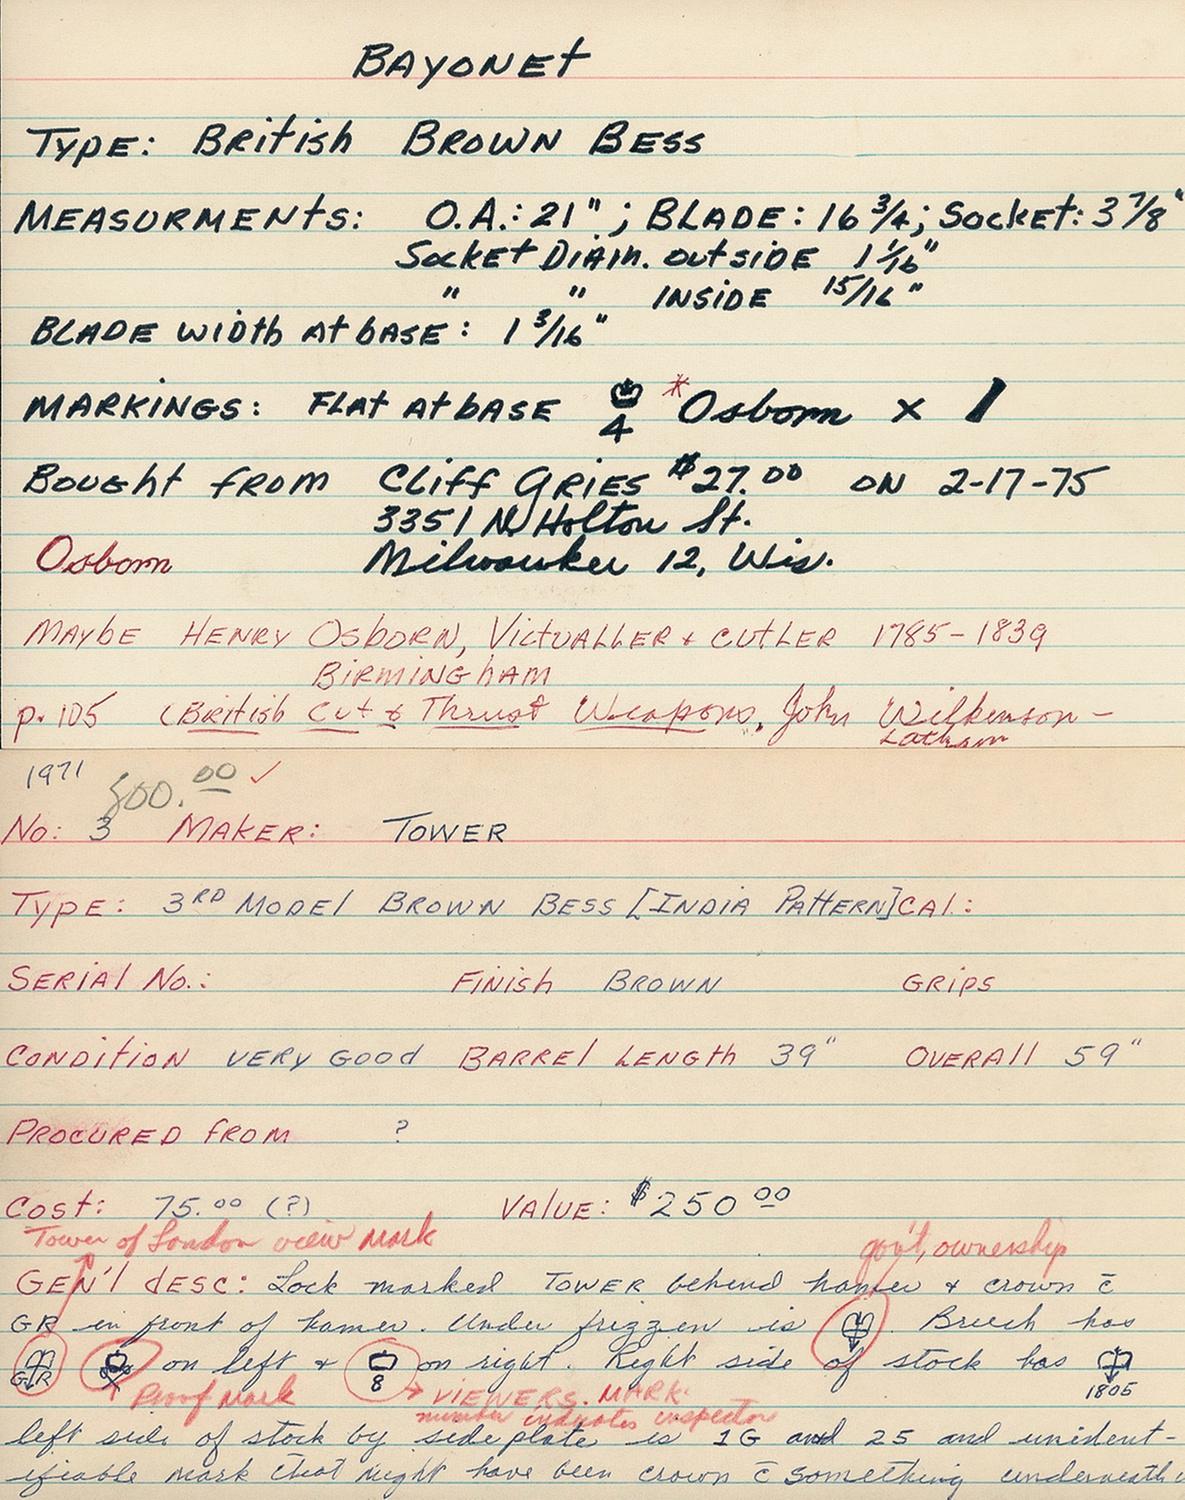 BAYONET
TYPE: BRitish BROWN BESS
MEASURMENts: O.A.: 21" ; BLADE: 16 3/4; Socket: 3 7/8"
SockEt DIAM. outSIDE 1 1/16"
" " INSIDE 15/16"
BLADE width At bASE: 1 3/16"
MARKINGS: FLAt At bASE 4 *Osborn x 1
Bought from Cliff GRIES $27.00 ON 2-17-75
3351 N. Holton St.
Osborn Milwaukee 12, Wis.
MAybe HENRY OSbORN, VictuALLER + CUtLER 1785-1839
BiRMINGhAM
p. 105 (British Cut & Thrust Weapons, John Wilkinson-
Latham
1971 800.00 ✓
No: 3 MAKER: TOWER
TYPE: 3RD MODEl BROWN BESS [INDIA PAttERN] CAl:
SERiAl No.: FiNish BROWN GRips
CONDition VERY GOOd BARREl LENGth 39" OVERAll 59"
PROCURED fROM ?
Cost: 75.00 (?) VAluE: $250 00
Tower of London view mark gov't, ownership
GEN'l dESC: Lock marked TOWER behind hamer + crown c̄
GR in front of hamer. Under frizzen is . Breech has
GR on left + 8 on right. Right side of stock has 1805
Proof Mark → VIEWERS. MARK.
number indicates inspector
left side of stock by side plate is 1G and 25 and unident-
ifiable mark that might have been crown c̄ something underneath